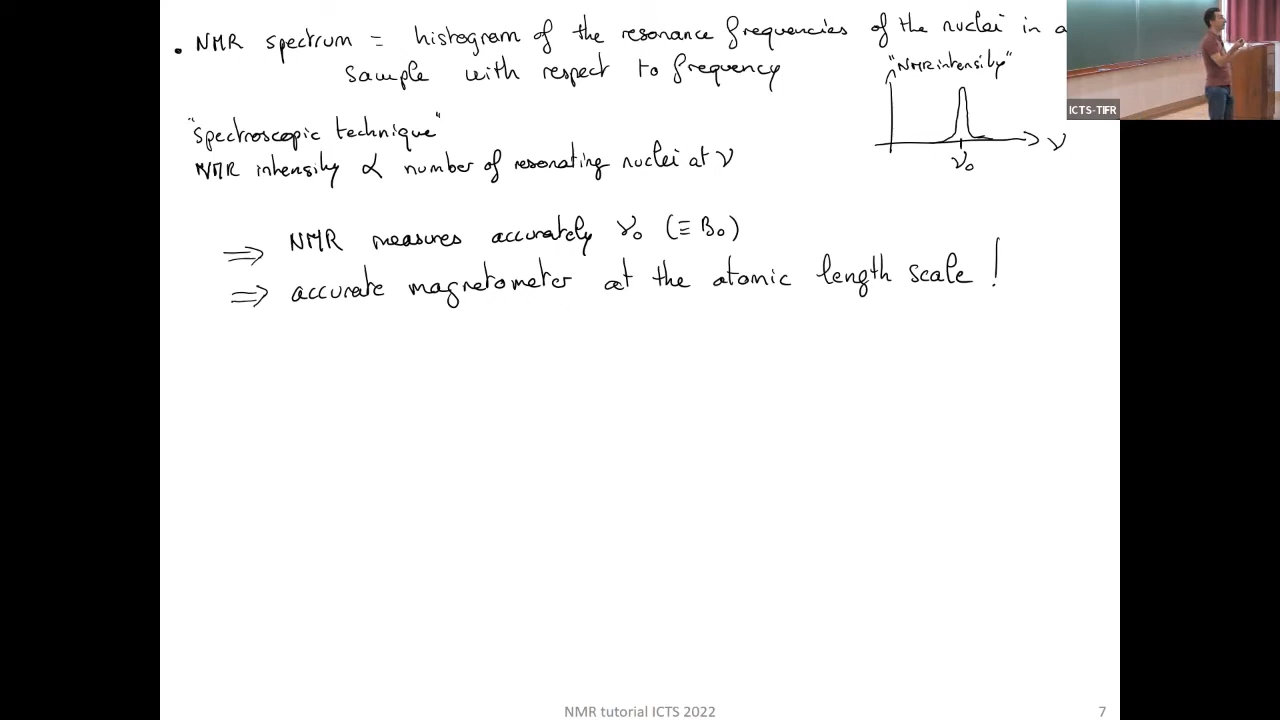 • NMR spectrum = histogram of the resonance frequencies of the nuclei in a
sample with respect to frequency
"NMR intensity"
ν
ν₀
"Spectroscopic technique"
NMR intensity ∝ number of resonating nuclei at ν
⇒ NMR measures accurately ν₀ (≡ B₀)
⇒ accurate magnetometer at the atomic length scale !
ICTS-TIFR
NMR tutorial ICTS 2022
7